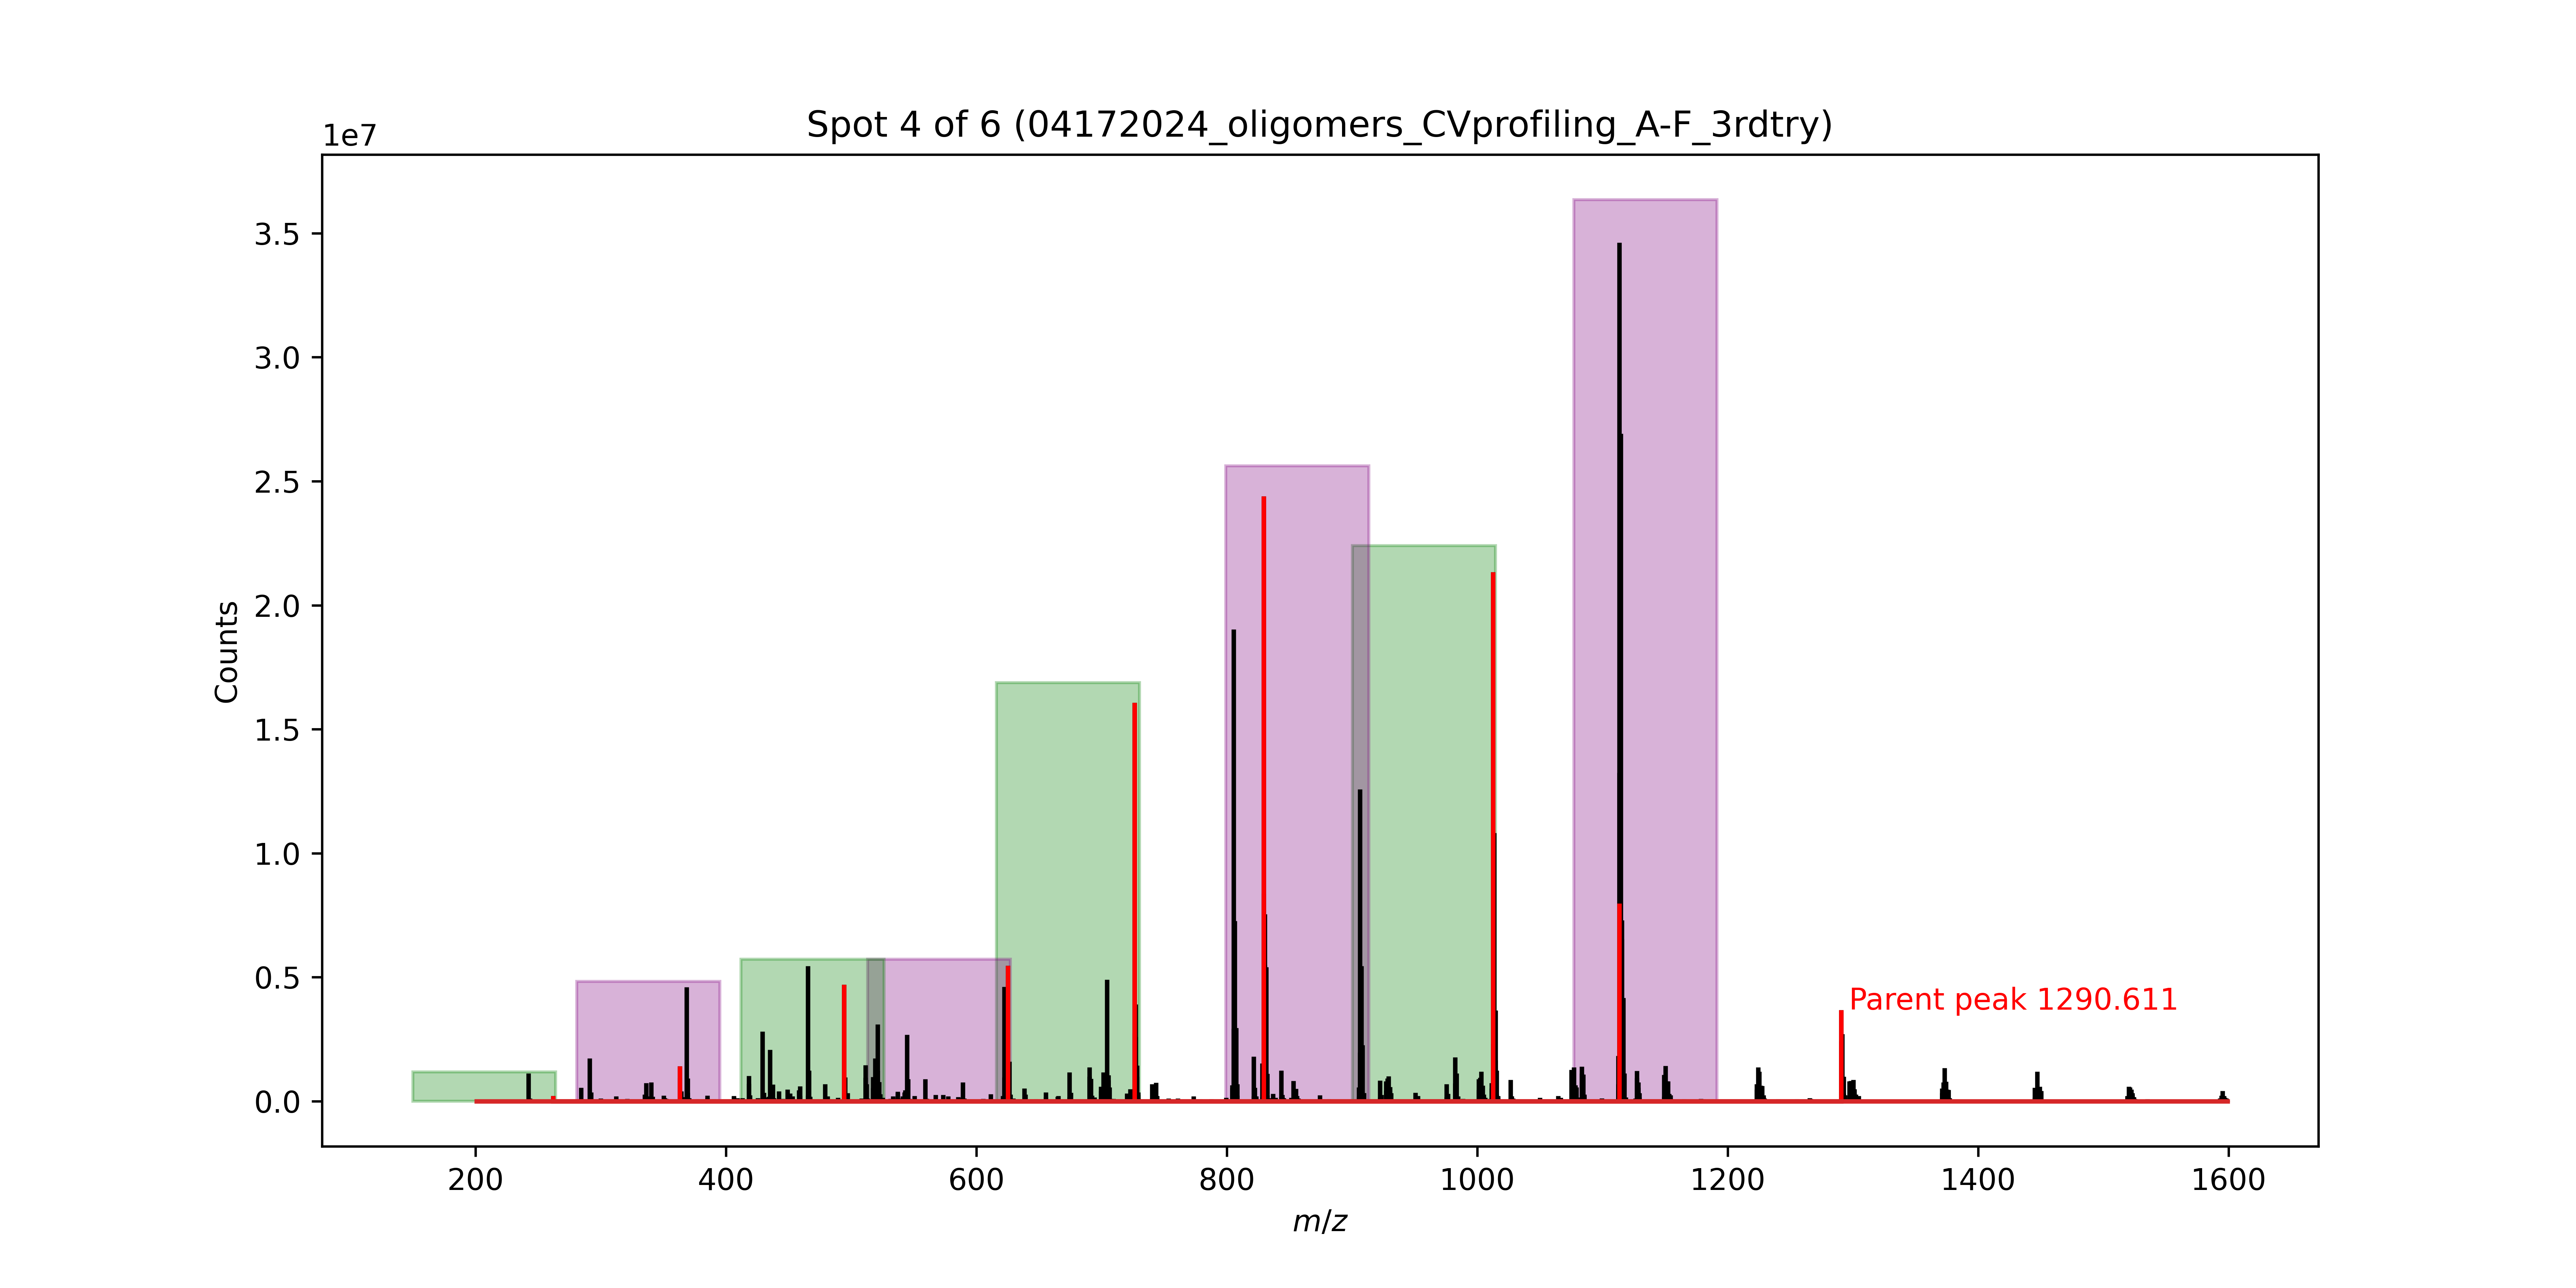 Spot 4 of 6 (04172024_oligomers_CVprofiling_A-F_3rdtry)
1e7
3.5
3.0
2.5
2.0
1.5
1.0
0.5
0.0
Counts
Parent peak 1290.611
200 400 600 800 1000 1200 1400 1600
m/z